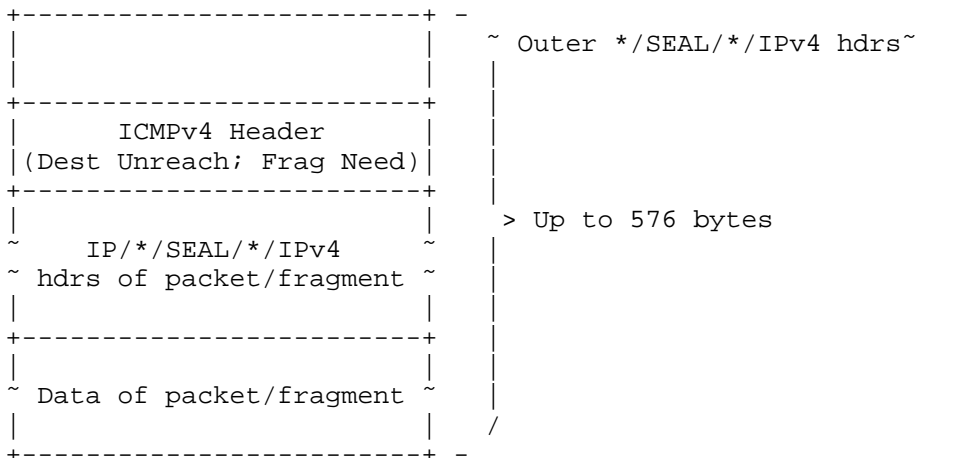 ~ Outer */SEAL/*/IPv4 hdrs~
ICMPv4 Header
(Dest Unreach; Frag Need)
> Up to 576 bytes
~ IP/*/SEAL/*/IPv4 ~
~ hdrs of packet/fragment ~
~ Data of packet/fragment ~